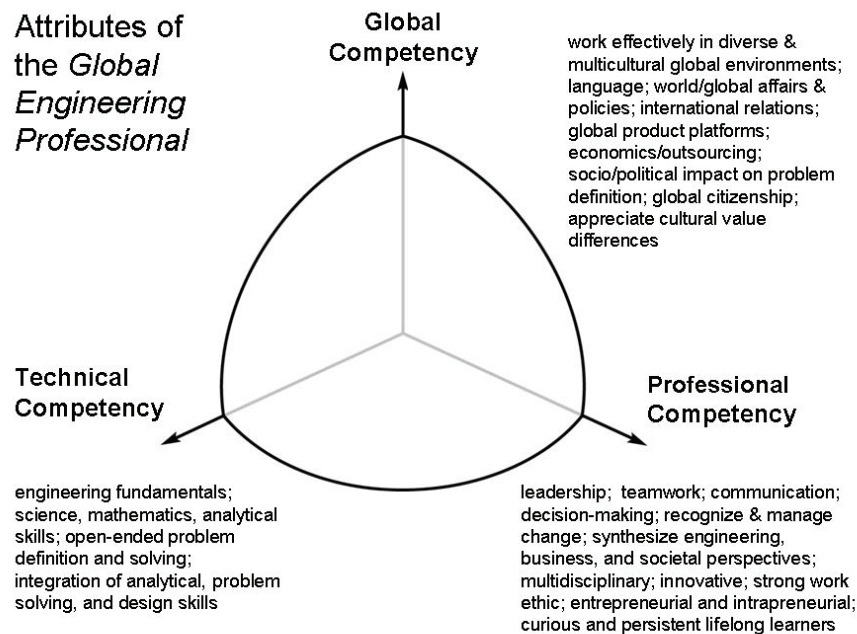 Attributes of
the Global
Engineering
Professional
Global
Competency
work effectively in diverse &
multicultural global environments;
language; world/global affairs &
policies; international relations;
global product platforms;
economics/outsourcing;
socio/political impact on problem
definition; global citizenship;
appreciate cultural value
differences
Technical
Competency
engineering fundamentals;
science, mathematics, analytical
skills; open-ended problem
definition and solving;
integration of analytical, problem
solving, and design skills
Professional
Competency
leadership; teamwork; communication;
decision-making; recognize & manage
change; synthesize engineering,
business, and societal perspectives;
multidisciplinary; innovative; strong work
ethic; entrepreneurial and intrapreneurial;
curious and persistent lifelong learners